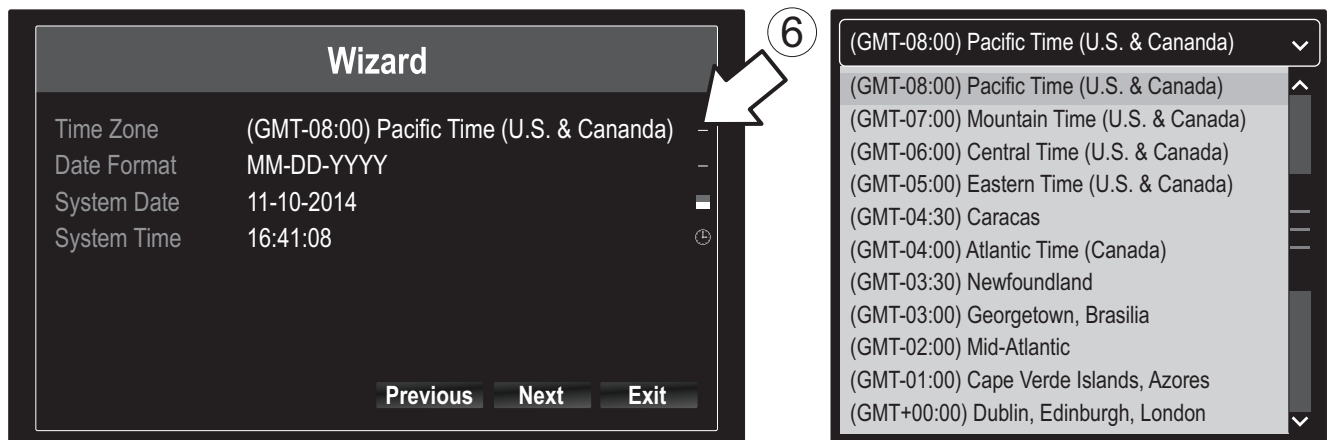 Wizard
Time Zone (GMT-08:00) Pacific Time (U.S. & Cananda)
Date Format MM-DD-YYYY
System Date 11-10-2014
System Time 16:41:08
Previous Next Exit
6
(GMT-08:00) Pacific Time (U.S. & Cananda)
(GMT-08:00) Pacific Time (U.S. & Canada)
(GMT-07:00) Mountain Time (U.S. & Canada)
(GMT-06:00) Central Time (U.S. & Canada)
(GMT-05:00) Eastern Time (U.S. & Canada)
(GMT-04:30) Caracas
(GMT-04:00) Atlantic Time (Canada)
(GMT-03:30) Newfoundland
(GMT-03:00) Georgetown, Brasilia
(GMT-02:00) Mid-Atlantic
(GMT-01:00) Cape Verde Islands, Azores
(GMT+00:00) Dublin, Edinburgh, London